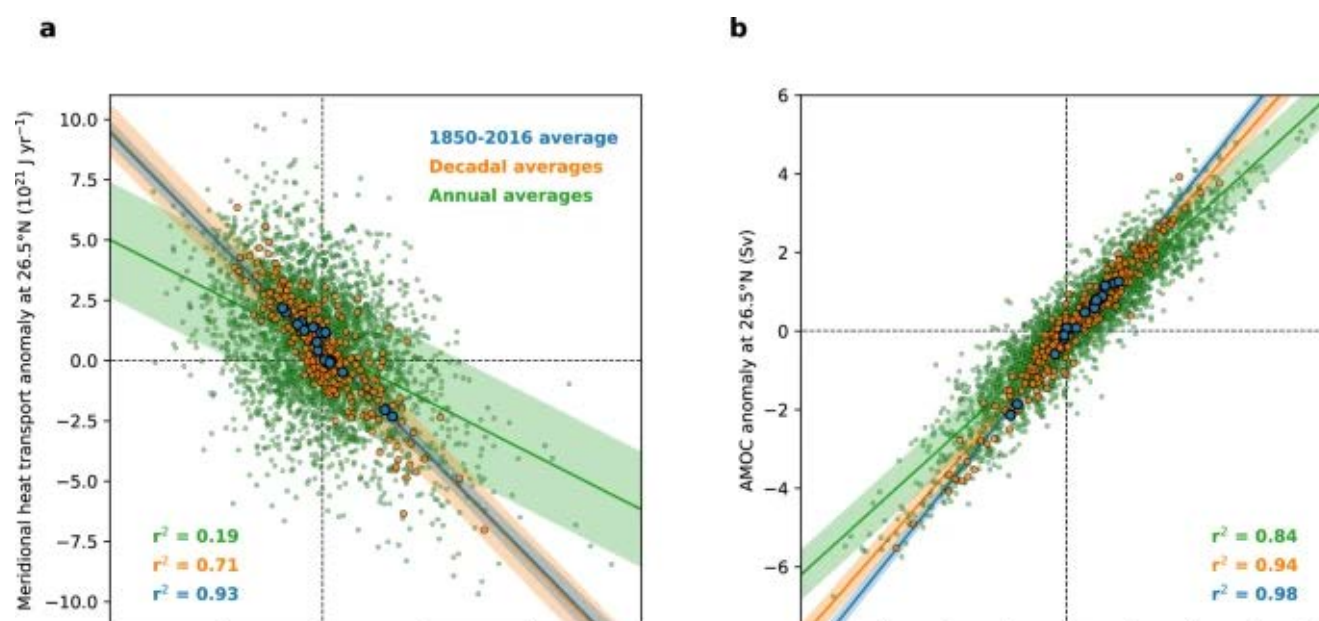 a
Meridional heat transport anomaly at 26.5°N (10²¹ J yr⁻¹)
10.0
7.5
5.0
2.5
0.0
−2.5
−5.0
−7.5
−10.0
1850-2016 average
Decadal averages
Annual averages
r² = 0.19
r² = 0.71
r² = 0.93
b
AMOC anomaly at 26.5°N (Sv)
6
4
2
0
−2
−4
−6
r² = 0.84
r² = 0.94
r² = 0.98